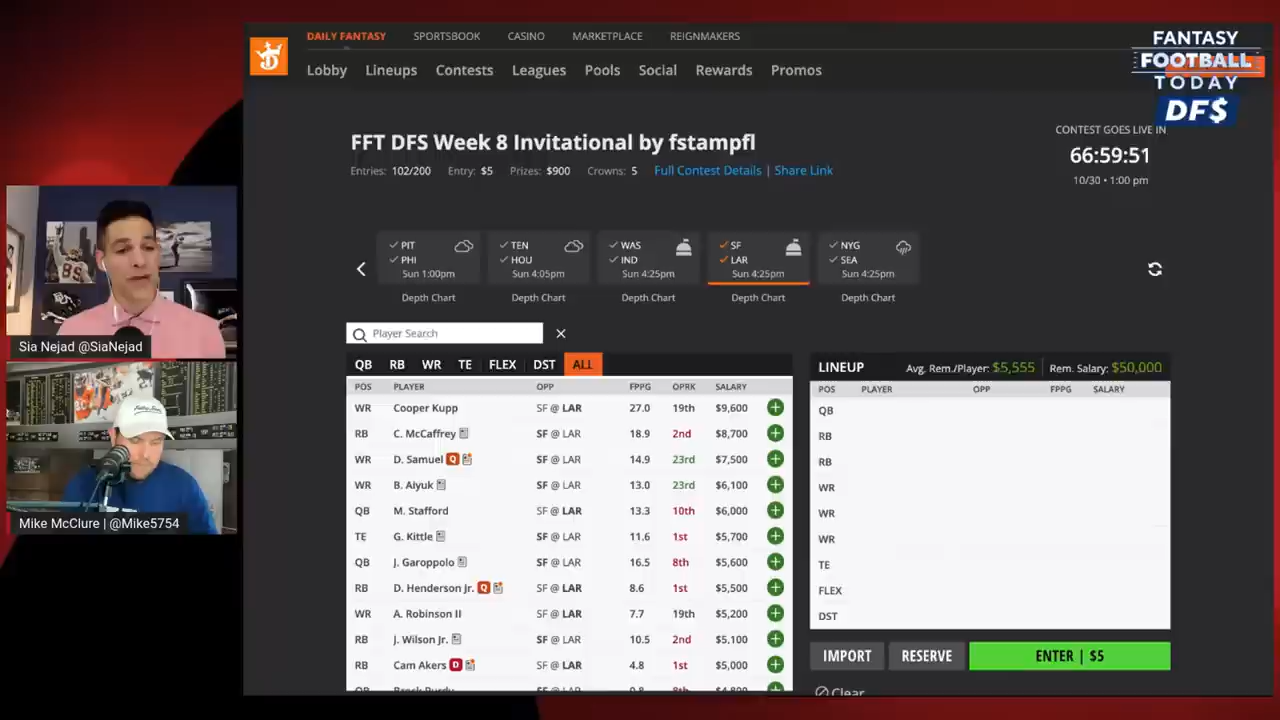 DAILY FANTASY SPORTSBOOK CASINO MARKETPLACE REIGNMAKERS
Lobby Lineups Contests Leagues Pools Social Rewards Promos
FANTASY
FOOTBALL
TODAY
DF$
FFT DFS Week 8 Invitational by fstampfl
Entries: 102/200 Entry: $5 Prizes: $900 Crowns: 5 Full Contest Details | Share Link
CONTEST GOES LIVE IN
66:59:51
10/30 • 1:00 pm
PIT
PHI
Sun 1:00pm
Depth Chart
TEN
HOU
Sun 4:05pm
Depth Chart
WAS
IND
Sun 4:25pm
Depth Chart
SF
LAR
Sun 4:25pm
Depth Chart
NYG
SEA
Sun 4:25pm
Depth Chart
Player Search
QB RB WR TE FLEX DST ALL
POS PLAYER OPP FPPG OPRK SALARY
WR Cooper Kupp SF @ LAR 27.0 19th $9,600
RB C. McCaffrey SF @ LAR 18.9 2nd $8,700
WR D. Samuel Q SF @ LAR 14.9 23rd $7,500
WR B. Aiyuk SF @ LAR 13.0 23rd $6,100
QB M. Stafford SF @ LAR 13.3 10th $6,000
TE G. Kittle SF @ LAR 11.6 1st $5,700
QB J. Garoppolo SF @ LAR 16.5 8th $5,600
RB D. Henderson Jr. Q SF @ LAR 8.6 1st $5,500
WR A. Robinson II SF @ LAR 7.7 19th $5,200
RB J. Wilson Jr. SF @ LAR 10.5 2nd $5,100
RB Cam Akers D SF @ LAR 4.8 1st $5,000
LINEUP Avg. Rem./Player: $5,555 Rem. Salary: $50,000
POS PLAYER OPP FPPG SALARY
QB
RB
RB
WR
WR
WR
TE
FLEX
DST
IMPORT RESERVE ENTER | $5
Clear
89
Sia Nejad @SiaNejad
Mike McClure | @Mike5754